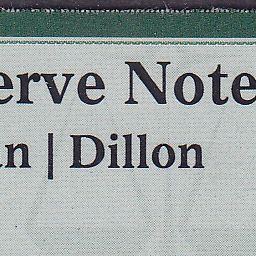 erve Note
an | Dillon